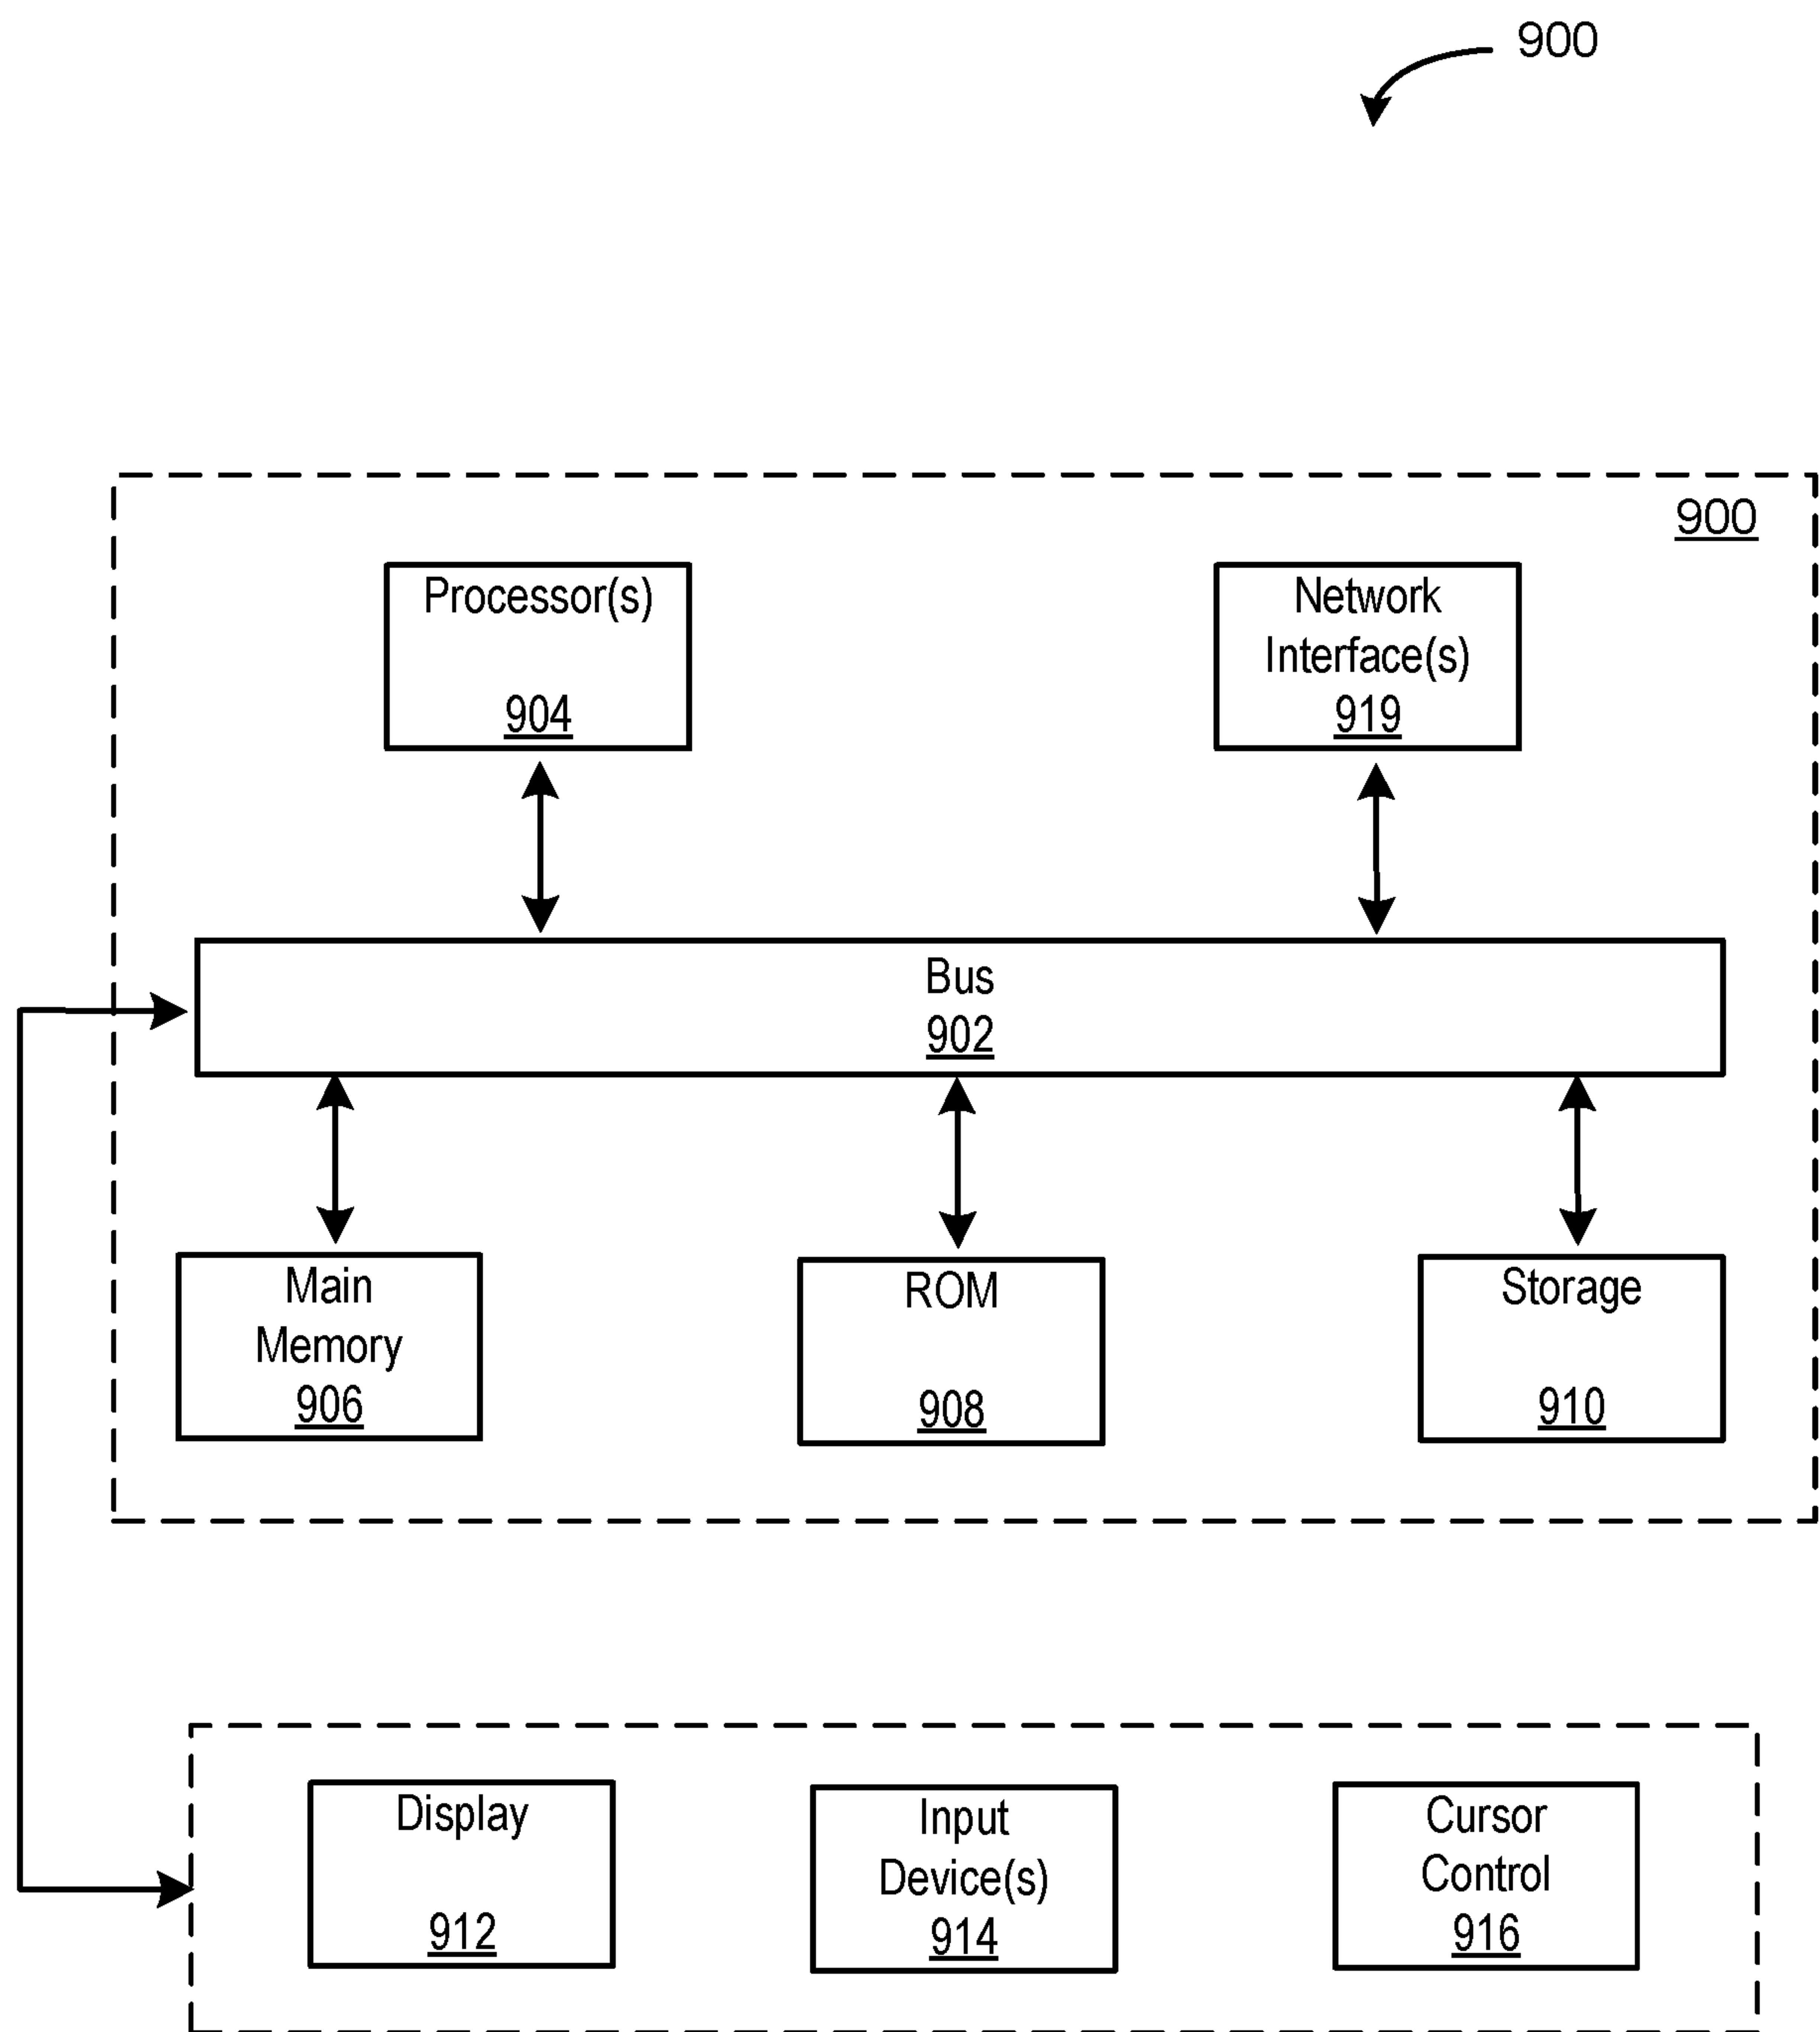 900
900
Processor(s)
904
Network
Interface(s)
919
Bus
902
Main
Memory
906
ROM
908
Storage
910
Display
912
Input
Device(s)
914
Cursor
Control
916